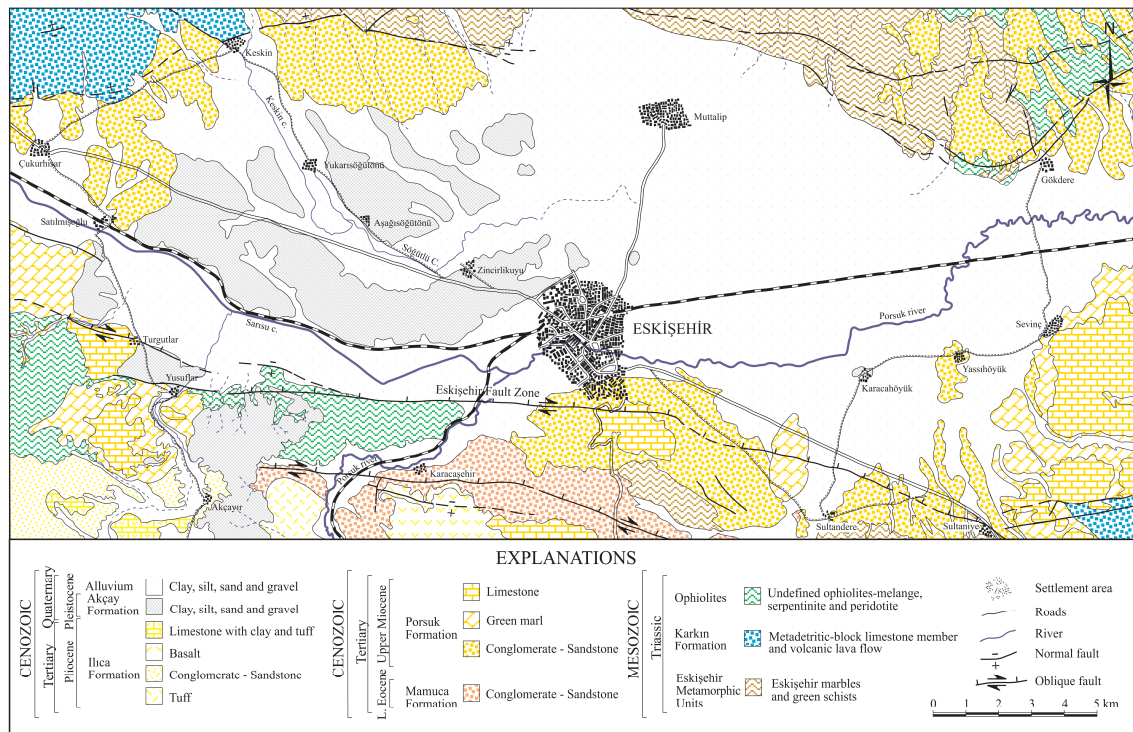 N
Keskin
Keskin c.
Muttalip
Çukurhisar
Yukarısöğütönü
Gökdere
Satılmışoğlu
Aşağısöğütönü
Söğütlü C.
Zincirlikuyu
ESKİŞEHİR
Porsuk river
Sevinç
Sarısu c.
Turgutlar
Yassıhöyük
Yusuflar
Karacahöyük
Eskişehir Fault Zone
Porsuk river
Karacaşehir
Akçayır
Sultandere
Sultaniye
EXPLANATIONS
CENOZOIC
Quaternary
Pleistocene
Alluvium
Akçay
Formation
Clay, silt, sand and gravel
Clay, silt, sand and gravel
Tertiary
Pliocene
Ilıca
Formation
Limestone with clay and tuff
Basalt
Conglomerate - Sandstone
Tuff
CENOZOIC
Tertiary
Upper Miocene
Porsuk
Formation
Limestone
Green marl
Conglomerate - Sandstone
L. Eocene
Mamuca
Formation
Conglomerate - Sandstone
MESOZOIC
Triassic
Ophiolites
Undefined ophiolites-melange,
serpentinite and peridotite
Karkın
Formation
Metadetritic-block limestone member
and volcanic lava flow
Eskişehir
Metamorphic
Units
Eskişehir marbles
and green schists
Settlement area
Roads
River
Normal fault
Oblique fault
0 1 2 3 4 5 km